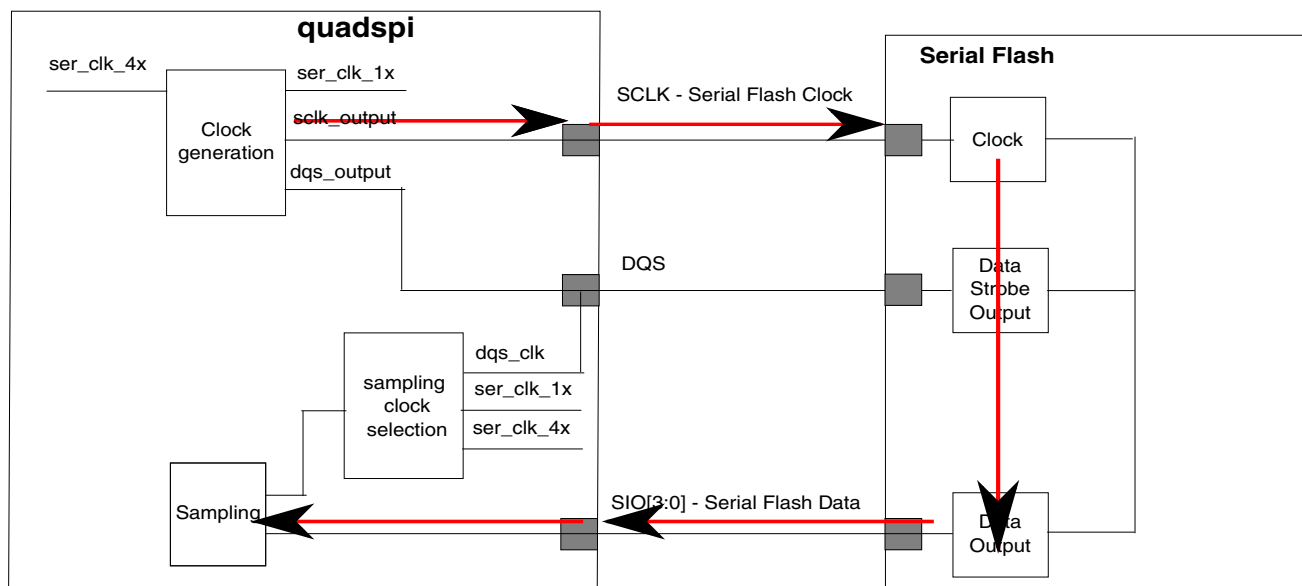 quadspi
Serial Flash
ser_clk_4x
ser_clk_1x
sclk_output
Clock
generation
dqs_output
SCLK - Serial Flash Clock
Clock
DQS
Data
Strobe
Output
dqs_clk
ser_clk_1x
ser_clk_4x
sampling
clock
selection
Sampling
SIO[3:0] - Serial Flash Data
Data
Output